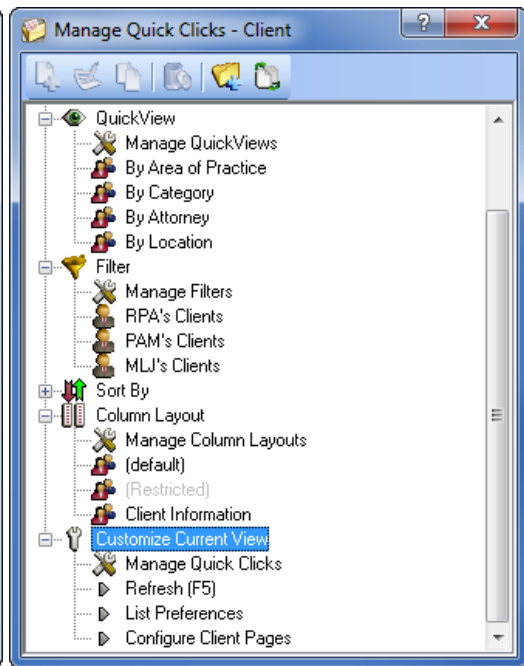 Manage Quick Clicks - Client
QuickView
Manage QuickViews
By Area of Practice
By Category
By Attorney
By Location
Filter
Manage Filters
RPA's Clients
PAM's Clients
MLJ's Clients
Sort By
Column Layout
Manage Column Layouts
(default)
(Restricted)
Client Information
Customize Current View
Manage Quick Clicks
Refresh (F5)
List Preferences
Configure Client Pages